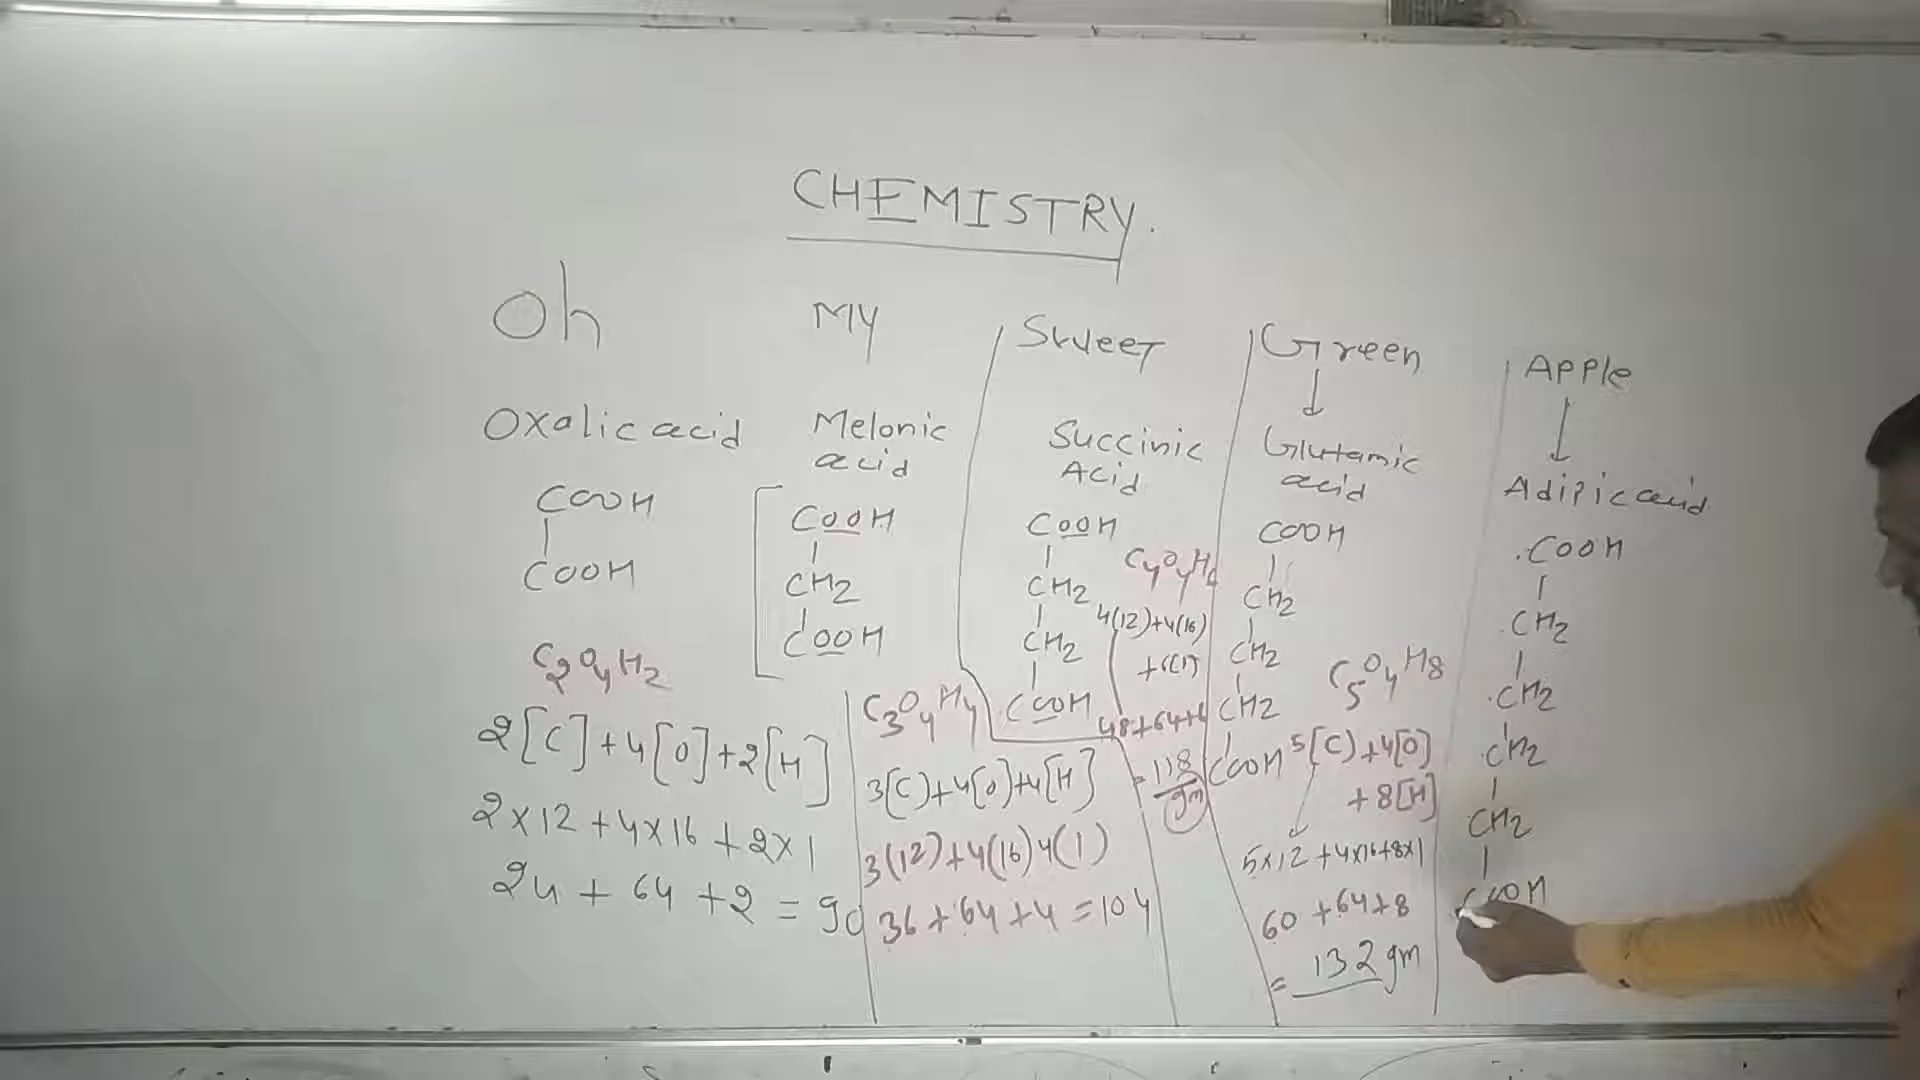 CHEMISTRY.
Oh
Oxalic acid
COOH
COOH
C2O4H2
2[C]+4[O]+2[H]
2×12+4×16+2×1
24+64+2=90
MY
Melonic
acid
COOH
CH2
COOH
C3O4H4
3[C]+4[O]+4[H]
3(12)+4(16)4(1)
36+64+4=104
Sweet
Succinic
Acid
COOH
CH2
CH2
COOH
C4O4H6
4(12)+4(16)
+6(1)
48+64+6
=118
gm
Green
Glutamic
acid
COOH
CH2
CH2
CH2
COOH
C5O4H8
5[C]+4[O]
+8[H]
5×12+4×16+8×1
60+64+8
=132gm
Apple
Adipic acid
COOH
CH2
CH2
CH2
CH2
COOH